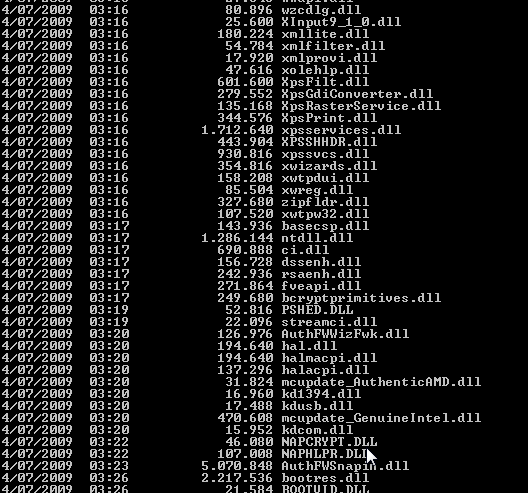 4/07/2009 03:16 80.896 wzcdlg.dll
4/07/2009 03:16 25.600 XInput9_1_0.dll
4/07/2009 03:16 180.224 xmllite.dll
4/07/2009 03:16 54.784 xmlfilter.dll
4/07/2009 03:16 17.920 xmlprovi.dll
4/07/2009 03:16 47.616 xolehlp.dll
4/07/2009 03:16 601.600 XpsFilt.dll
4/07/2009 03:16 279.552 XpsGdiConverter.dll
4/07/2009 03:16 135.168 XpsRasterService.dll
4/07/2009 03:16 344.576 XpsPrint.dll
4/07/2009 03:16 1.712.640 xpsservices.dll
4/07/2009 03:16 443.904 XPSSHHDR.dll
4/07/2009 03:16 930.816 xpssvcs.dll
4/07/2009 03:16 354.816 xwizards.dll
4/07/2009 03:16 158.208 xwtpdui.dll
4/07/2009 03:16 85.504 xwreg.dll
4/07/2009 03:16 327.680 zipfldr.dll
4/07/2009 03:16 107.520 xwtpw32.dll
4/07/2009 03:17 143.936 basecsp.dll
4/07/2009 03:17 1.286.144 ntdll.dll
4/07/2009 03:17 690.888 ci.dll
4/07/2009 03:17 156.728 dssenh.dll
4/07/2009 03:17 242.936 rsaenh.dll
4/07/2009 03:17 271.864 fveapi.dll
4/07/2009 03:17 249.680 bcryptprimitives.dll
4/07/2009 03:19 52.816 PSHED.DLL
4/07/2009 03:19 22.096 streamci.dll
4/07/2009 03:20 126.976 AuthFWWizFwk.dll
4/07/2009 03:20 194.640 hal.dll
4/07/2009 03:20 194.640 halmacpi.dll
4/07/2009 03:20 137.296 halacpi.dll
4/07/2009 03:20 31.824 mcupdate_AuthenticAMD.dll
4/07/2009 03:20 16.960 kd1394.dll
4/07/2009 03:20 17.488 kdusb.dll
4/07/2009 03:20 470.608 mcupdate_GenuineIntel.dll
4/07/2009 03:20 15.952 kdcom.dll
4/07/2009 03:22 46.080 NAPCRYPT.DLL
4/07/2009 03:22 107.008 NAPHLPR.DLL
4/07/2009 03:23 5.070.848 AuthFWSnapin.dll
4/07/2009 03:26 2.217.536 bootres.dll
4/07/2009 03:26 21.584 BOOTVID.DLL